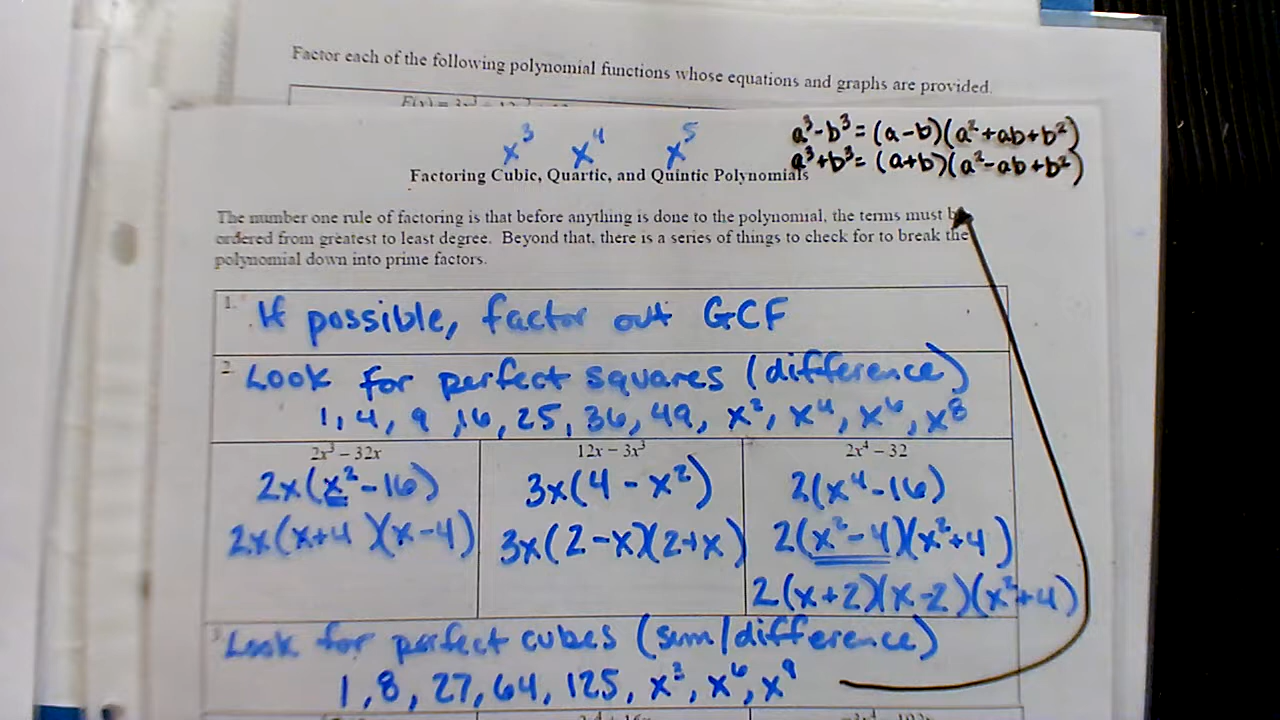 Factor each of the following polynomial functions whose equations and graphs are provided.
x³ x⁴ x⁵
a³-b³ = (a-b)(a²+ab+b²)
a³+b³ = (a+b)(a²-ab+b²)
Factoring Cubic, Quartic, and Quintic Polynomials
The number one rule of factoring is that before anything is done to the polynomial, the terms must be
ordered from greatest to least degree. Beyond that, there is a series of things to check for to break the
polynomial down into prime factors.
1. If possible, factor out GCF
2. Look for perfect squares (difference)
1, 4, 9, 16, 25, 36, 49, x², x⁴, x⁶, x⁸
2x³ – 32x
2x(x²-16)
2x(x+4)(x-4)
12x – 3x³
3x(4-x²)
3x(2-x)(2+x)
2x⁴ – 32
2(x⁴-16)
2(x²-4)(x²+4)
2(x+2)(x-2)(x²+4)
3. Look for perfect cubes (sum/difference)
1, 8, 27, 64, 125, x³, x⁶, x⁹